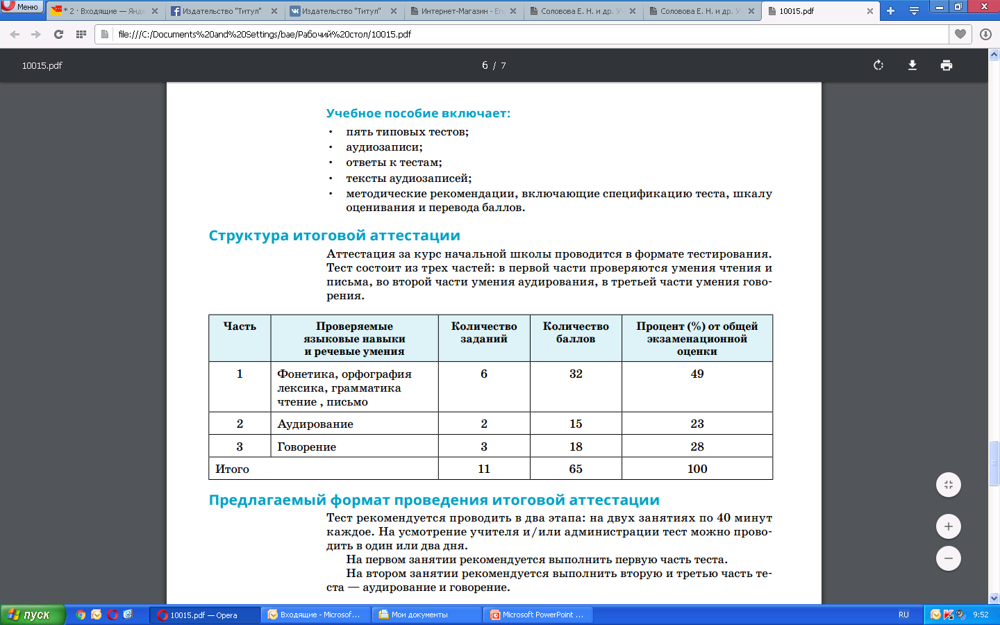 Меню
* 2 · Входящие — Янде
Издательство "Титул"
Издательство "Титул"
Интернет-Магазин - En
Соловова Е. Н. и др. Уч
Соловова Е. Н. и др. Уч
10015.pdf
file:///C:/Documents%20and%20Settings/bae/Рабочий%20стол/10015.pdf
10015.pdf
6 / 7
Учебное пособие включает:
• пять типовых тестов;
• аудиозаписи;
• ответы к тестам;
• тексты аудиозаписей;
• методические рекомендации, включающие спецификацию теста, шкалу
оценивания и перевода баллов.
Структура итоговой аттестации
Аттестация за курс начальной школы проводится в формате тестирования.
Тест состоит из трех частей: в первой части проверяются умения чтения и
письма, во второй части умения аудирования, в третьей части умения гово-
рения.
Часть Проверяемые языковые навыки и речевые умения Количество заданий Количество баллов Процент (%) от общей экзаменационной оценки
1 Фонетика, орфография 6 32 49
лексика, грамматика
чтение , письмо
2 Аудирование 2 15 23
3 Говорение 3 18 28
Итого 11 65 100
Предлагаемый формат проведения итоговой аттестации
Тест рекомендуется проводить в два этапа: на двух занятиях по 40 минут
каждое. На усмотрение учителя и/или администрации тест можно прово-
дить в один или два дня.
На первом занятии рекомендуется выполнить первую часть теста.
На втором занятии рекомендуется выполнить вторую и третью часть те-
ста — аудирование и говорение.
пуск
10015.pdf — Opera
Входящие - Microsof...
Мои документы
Microsoft PowerPoint ...
RU
9:52